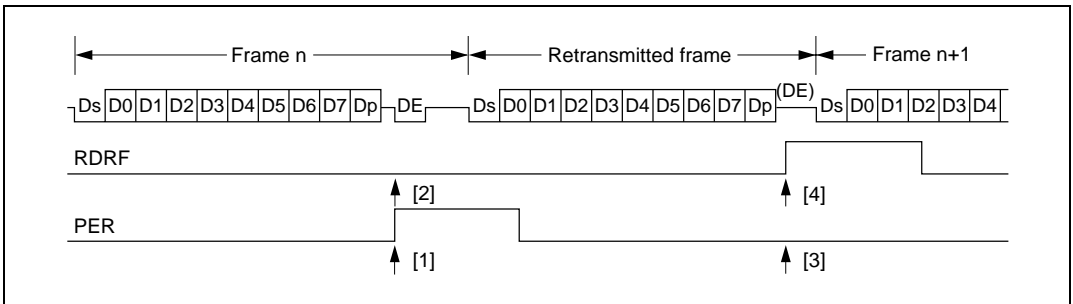 Frame n Retransmitted frame Frame n+1
Ds D0 D1 D2 D3 D4 D5 D6 D7 Dp DE Ds D0 D1 D2 D3 D4 D5 D6 D7 Dp (DE) Ds D0 D1 D2 D3 D4
RDRF
[2] [4]
PER
[1] [3]